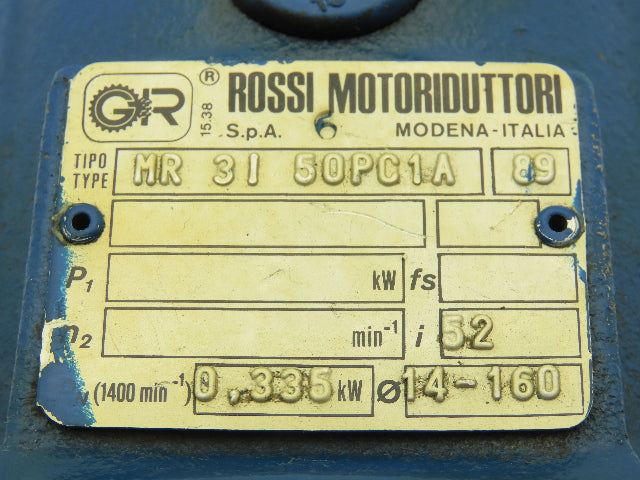 GR ® ROSSI MOTORIDUTTORI
15.38 S.p.A. 6 MODENA-ITALIA
TIPO
TYPE MR 3I 50PC1A 89
P1 kW fs
n2 min-1 i 52
(1400 min-1) 0,335 kW Ø 14-160